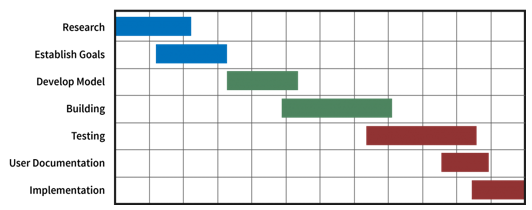 Research
Establish Goals
Develop Model
Building
Testing
User Documentation
Implementation